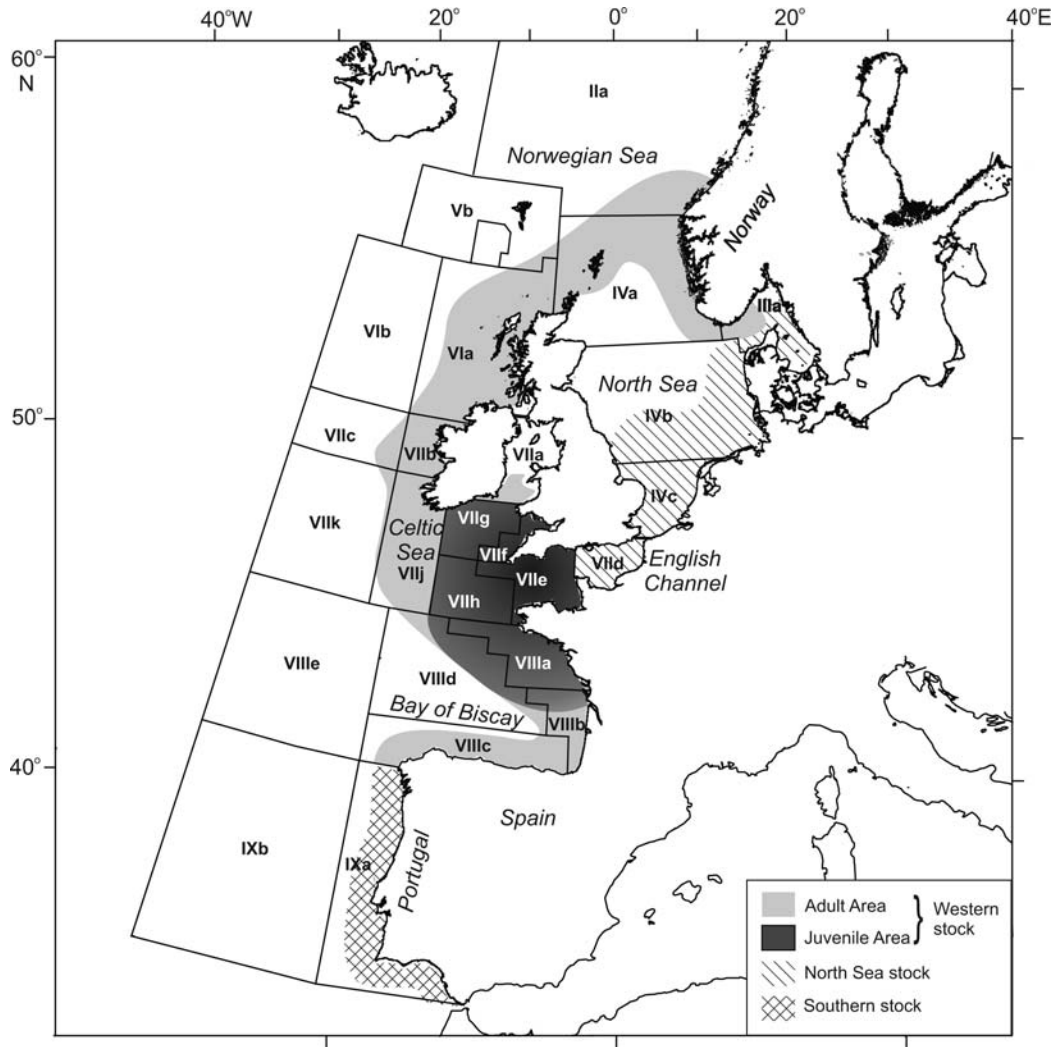 40°W 20° 0° 20° 40°E
60°
N
IIa
Norwegian Sea
Vb
Norway
IVa
IIIa
VIb
VIa
North Sea
50°
IVb
VIIc
VIIb
VIIa
IVc
VIIg
VIIk
Celtic
Sea
VIIf
VIId
English
Channel
VIIj
VIIe
VIIh
VIIIe
VIIId
VIIIa
Bay of Biscay
VIIIb
VIIIc
40°
Spain
IXb
IXa
Portugal
Adult Area
Juvenile Area
} Western
stock
North Sea stock
Southern stock